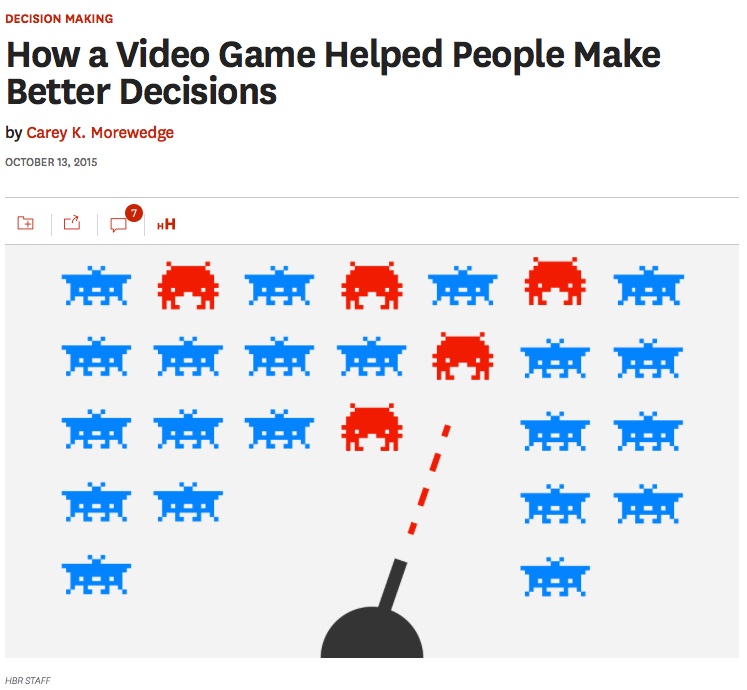 DECISION MAKING
How a Video Game Helped People Make
Better Decisions
by Carey K. Morewedge
OCTOBER 13, 2015
7
HH
HBR STAFF